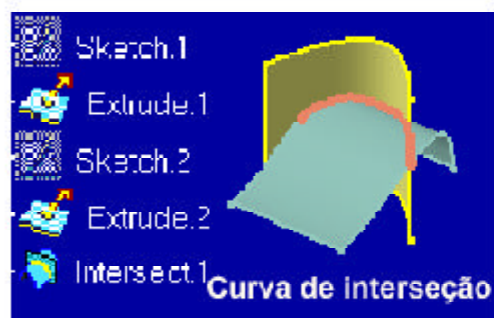 Sketch.1
Extrude.1
Sketch.2
Extrude.2
Intersect.1
Curva de interseção